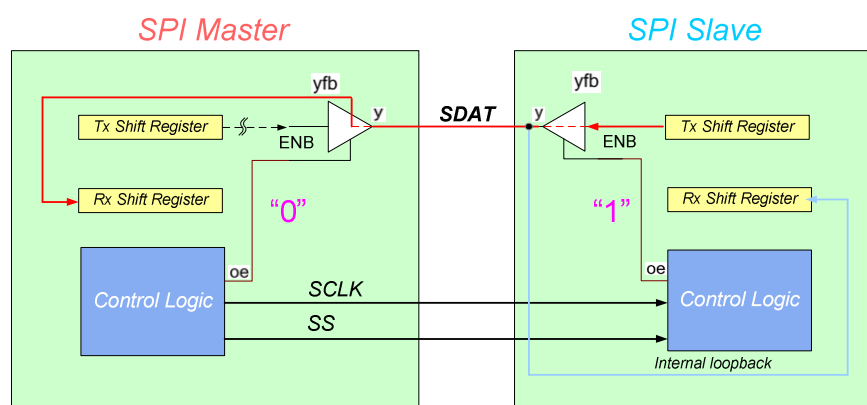 SPI Master
SPI Slave
yfb
y
SDAT
y
yfb
Tx Shift Register
ENB
ENB
Tx Shift Register
Rx Shift Register
“0”
“1”
Rx Shift Register
oe
oe
Control Logic
SCLK
SS
Control Logic
Internal loopback